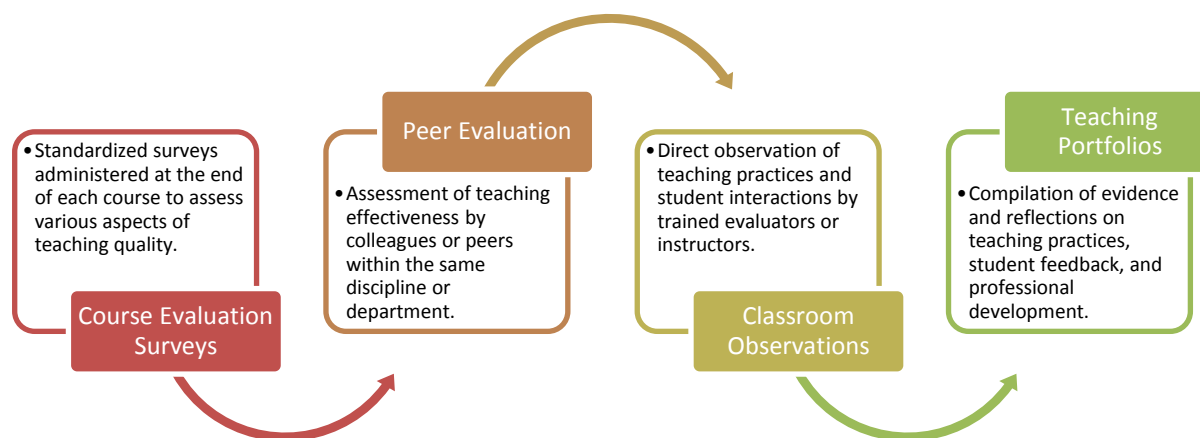 •Standardized surveys
administered at the end
of each course to assess
various aspects of
teaching quality.
Course Evaluation
Surveys
Peer Evaluation
•Assessment of teaching
effectiveness by
colleagues or peers
within the same
discipline or
department.
•Direct observation of
teaching practices and
student interactions by
trained evaluators or
instructors.
Classroom
Observations
Teaching
Portfolios
•Compilation of evidence
and reflections on
teaching practices,
student feedback, and
professional
development.